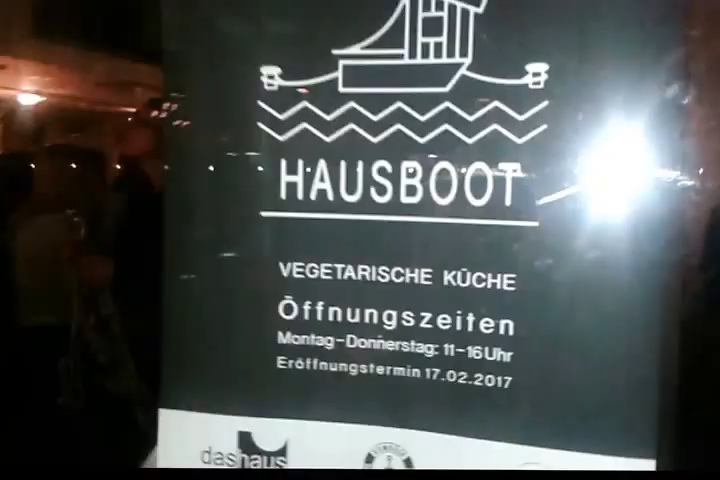 HAUSBOOT
VEGETARISCHE KÜCHE
Öffnungszeiten
Montag-Donnerstag: 11-16 Uhr
Eröffnungstermin 17.02.2017
dashaus